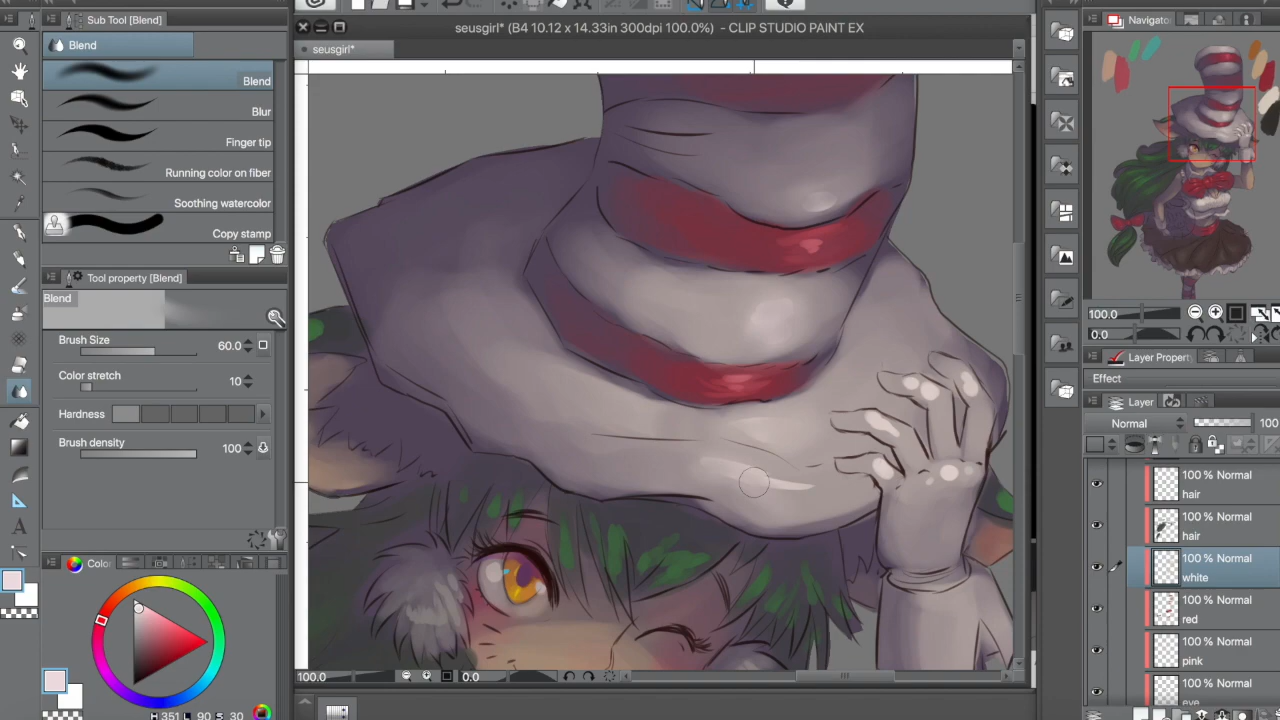 Sub Tool [Blend]
Blend
Blend
Blur
Finger tip
Running color on fiber
Soothing watercolor
Copy stamp
Tool property [Blend]
Blend
Brush Size
60.0
Color stretch
10
Hardness
Brush density
100
Color
H 351 L 90 S 30
seusgirl* (B4 10.12 x 14.33in 300dpi 100.0%) - CLIP STUDIO PAINT EX
seusgirl*
100.0
0.0
Navigator
100.0
0.0
Layer Property
Effect
Layer
Normal
100
100 % Normal
hair
100 % Normal
hair
100 % Normal
white
100 % Normal
red
100 % Normal
pink
100 % Normal
eye